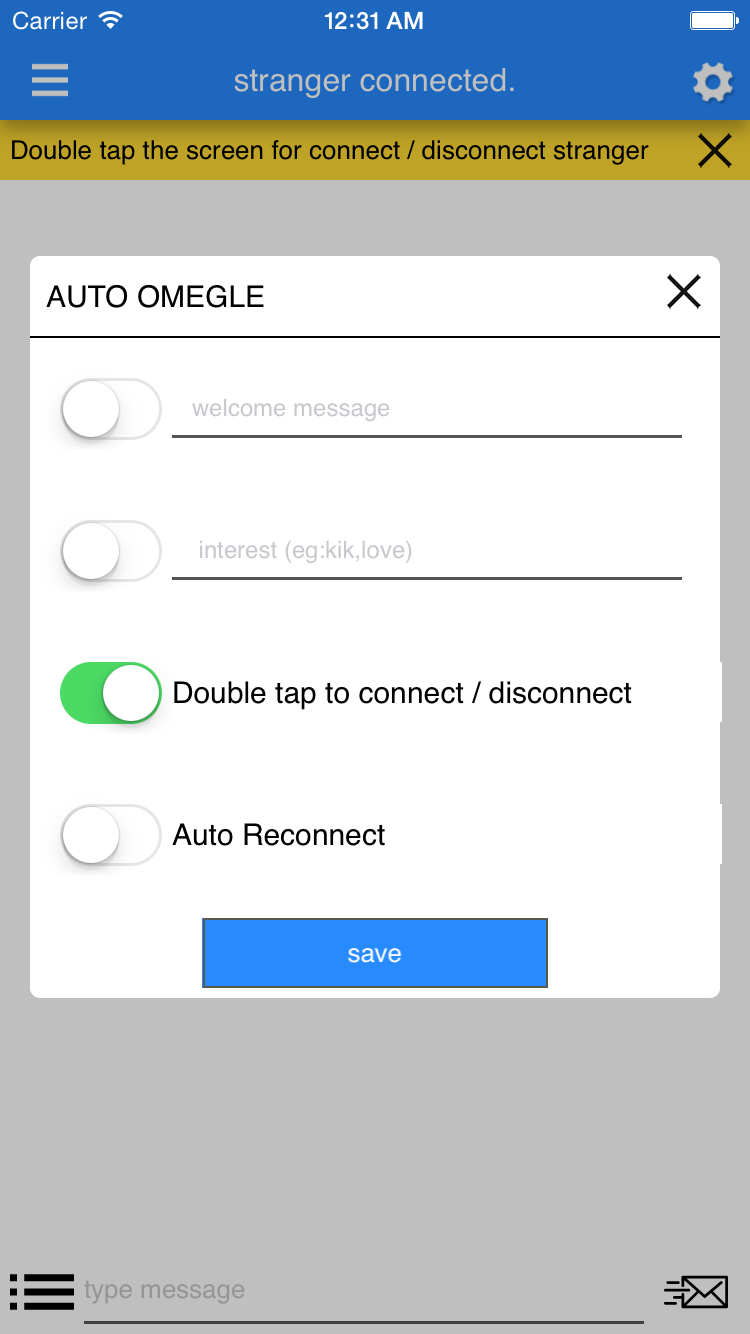 Carrier 12:31 AM
stranger connected.
Double tap the screen for connect / disconnect stranger
AUTO OMEGLE
welcome message
interest (eg:kik,love)
Double tap to connect / disconnect
Auto Reconnect
save
type message